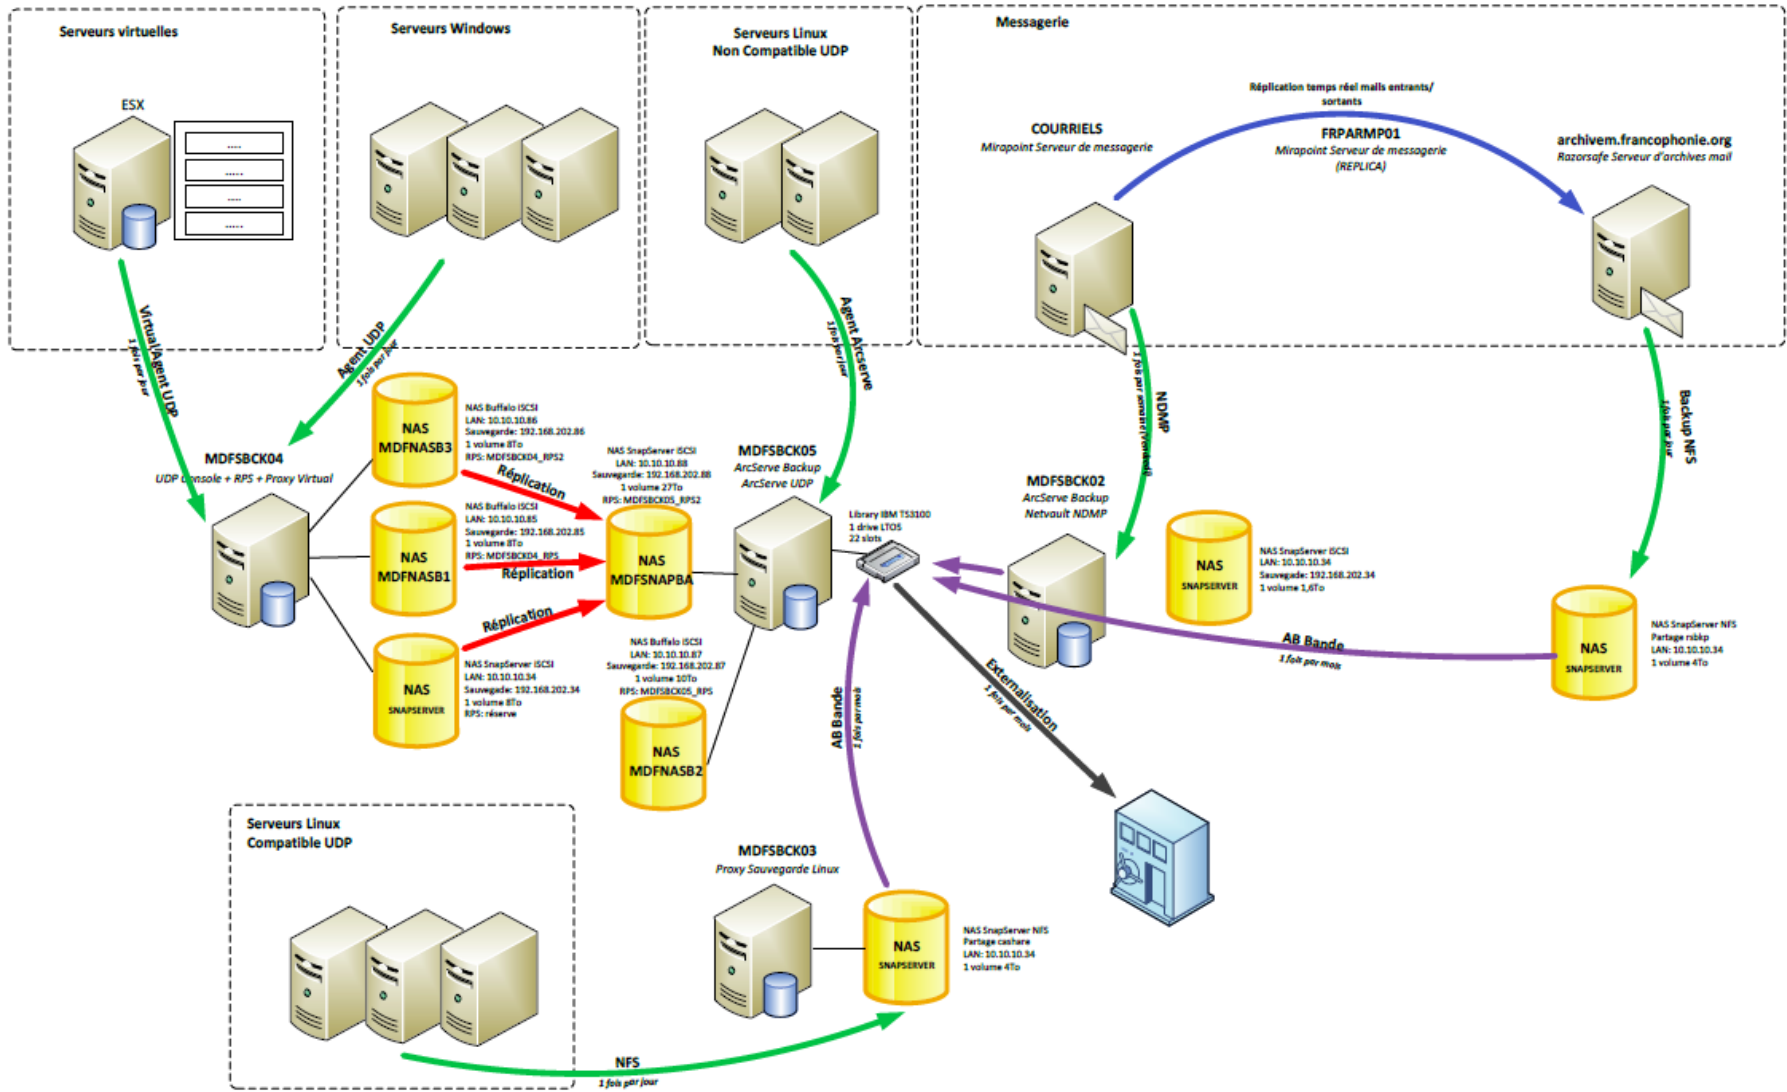 Serveurs virtuelles
ESX
....
.....
....
.....
Serveurs Windows
Serveurs Linux
Non Compatible UDP
Messagerie
Réplication temps réel mails entrants/
sortants
COURRIELS
Mirapoint Serveur de messagerie
FRPARMP01
Mirapoint Serveur de messagerie
(REPLICA)
archivem.francophonie.org
Razorsafe Serveur d'archives mail
Virtual/Agent UDP
1 fois par jour
Agent UDP
1 fois par jour
Agent Arcserve
1 fois par jour
NDMP
1 fois par semaine (Vendredi)
Backup NFS
1 fois par jour
MDFSBCK04
UDP Console + RPS + Proxy Virtual
NAS
MDFNASB3
NAS Buffalo iSCSI
LAN: 10.10.10.86
Sauvegarde: 192.168.202.86
1 volume 8To
RPS: MDFSBCK04_RPS2
Réplication
NAS
MDFNASB1
NAS Buffalo iSCSI
LAN: 10.10.10.85
Sauvegarde: 192.168.202.85
1 volume 8To
RPS: MDFSBCK04_RPS
Réplication
NAS
SNAPSERVER
NAS SnapServer iSCSI
LAN: 10.10.10.34
Sauvegade: 192.168.202.34
1 volume 8To
RPS: réserve
Réplication
NAS SnapServer iSCSI
LAN: 10.10.10.88
Sauvegarde: 192.168.202.88
1 volume 27To
RPS: MDFSBCK05_RPS2
NAS
MDFSNAPBA
NAS Buffalo iSCSI
LAN: 10.10.10.87
Sauvegarde: 192.168.202.87
1 volume 10To
RPS: MDFSBCK05_RPS
NAS
MDFNASB2
MDFSBCK05
ArcServe Backup
ArcServe UDP
Library IBM TS3100
1 drive LTO5
22 slots
MDFSBCK02
ArcServe Backup
Netvault NDMP
NAS
SNAPSERVER
NAS SnapServer iSCSI
LAN: 10.10.10.34
Sauvegade: 192.168.202.34
1 volume 1,6To
NAS
SNAPSERVER
NAS SnapServer NFS
Partage rsbkp
LAN: 10.10.10.34
1 volume 4To
AB Bande
1 fois par mois
AB Bande
1 fois par mois
Externalisation
1 fois par mois
Serveurs Linux
Compatible UDP
MDFSBCK03
Proxy Sauvegarde Linux
NAS
SNAPSERVER
NAS SnapServer NFS
Partage cashare
LAN: 10.10.10.34
1 volume 4To
NFS
1 fois par jour